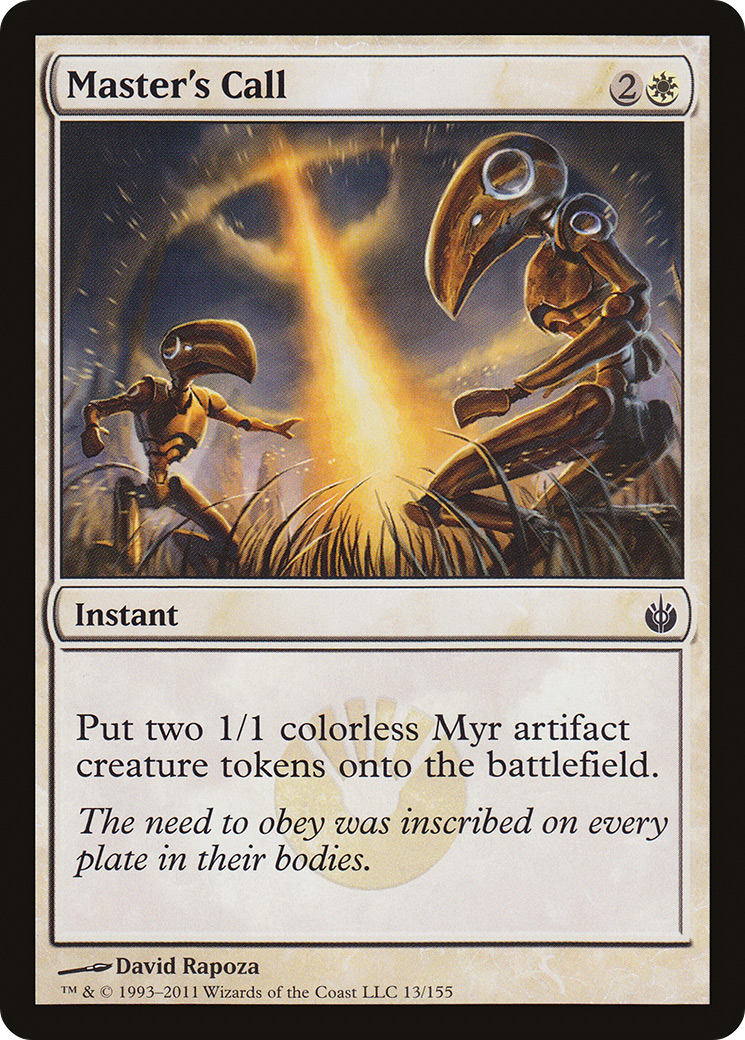 Master's Call 2
Instant
Put two 1/1 colorless Myr artifact
creature tokens onto the battlefield.
The need to obey was inscribed on every
plate in their bodies.
David Rapoza
™ & © 1993–2011 Wizards of the Coast LLC 13/155